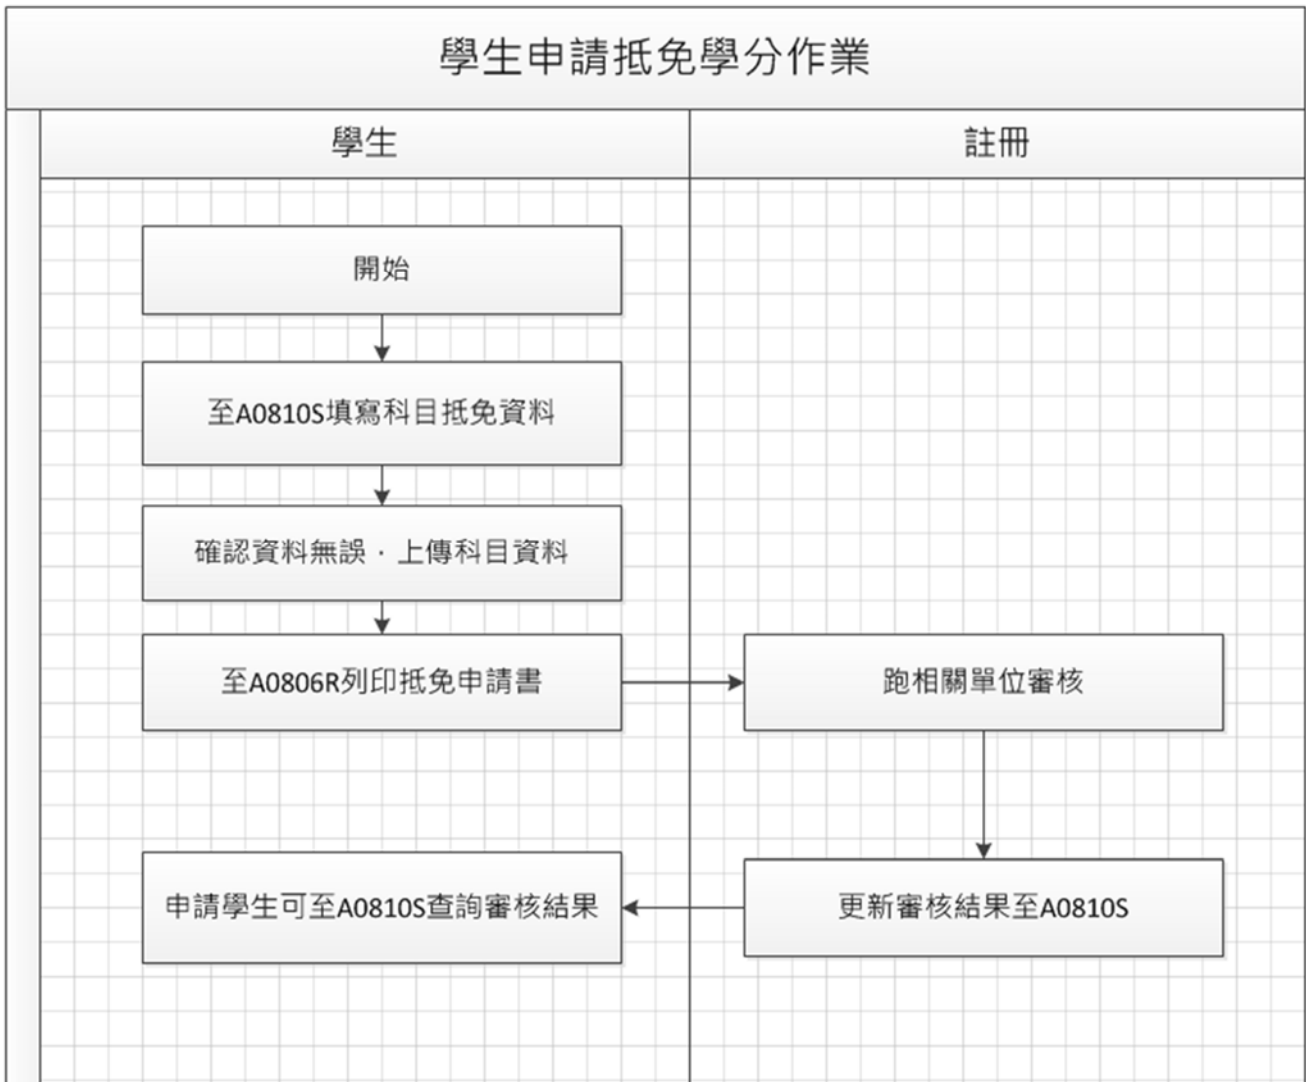 學生申請抵免學分作業
學生
註冊
開始
至A0810S填寫科目抵免資料
確認資料無誤，上傳科目資料
至A0806R列印抵免申請書
跑相關單位審核
更新審核結果至A0810S
申請學生可至A0810S查詢審核結果